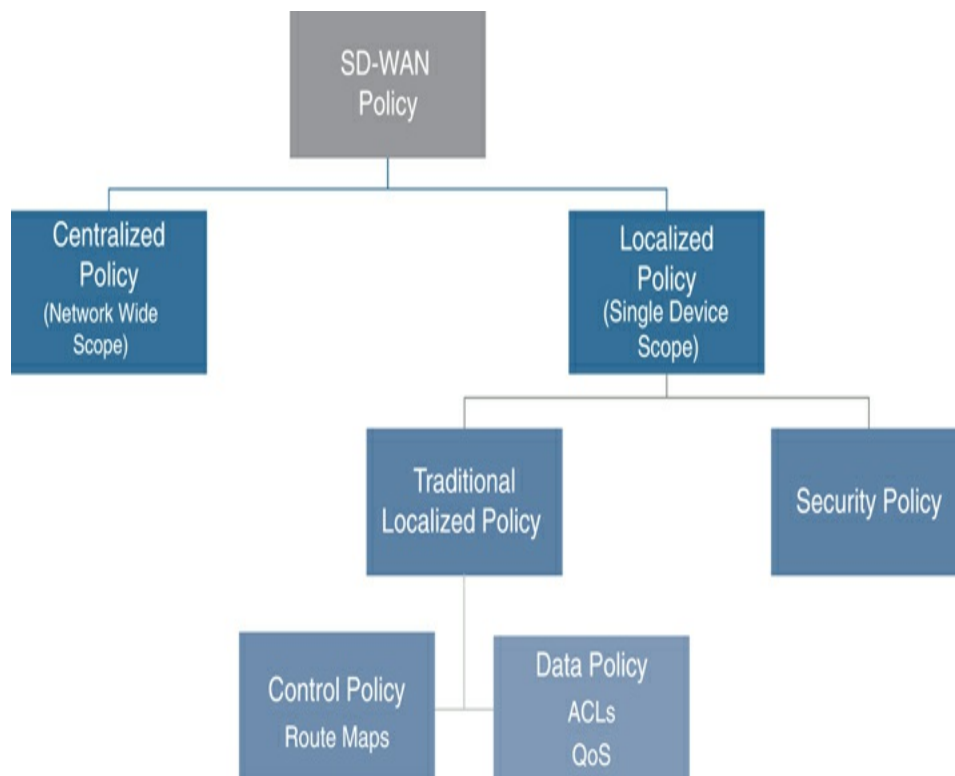 SD-WAN
Policy
Centralized
Policy
(Network Wide
Scope)
Localized
Policy
(Single Device
Scope)
Traditional
Localized Policy
Security Policy
Control Policy
Route Maps
Data Policy
ACLs
QoS